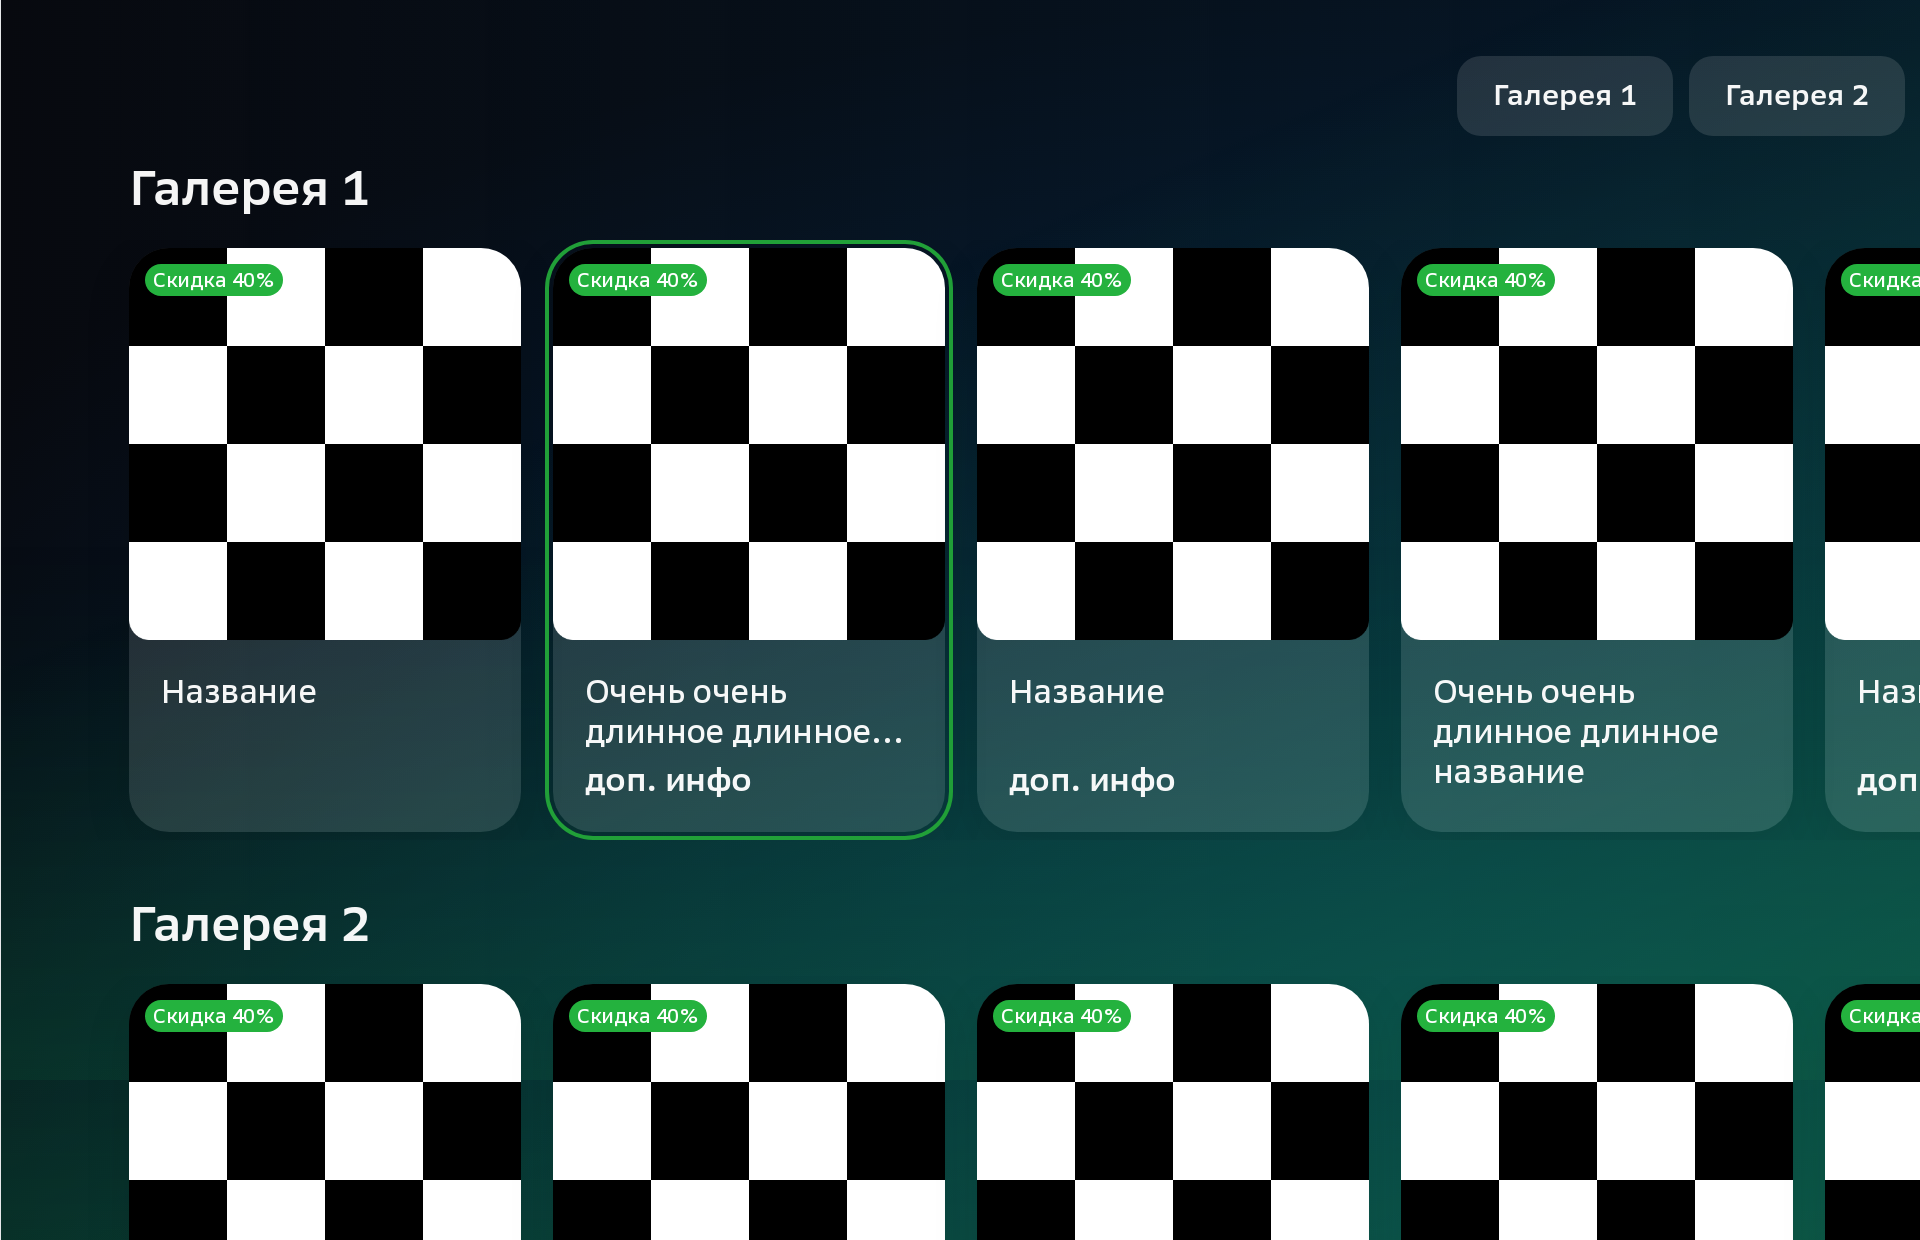 Галерея 1
Галерея 2
Галерея 1
Скидка 40%
Скидка 40%
Скидка 40%
Скидка 40%
Скидка
Название
Очень очень
длинное длинное...
доп. инфо
Название
доп. инфо
Очень очень
длинное длинное
название
доп
Галерея 2
Скидка 40%
Скидка 40%
Скидка 40%
Скидка 40%
Скидка